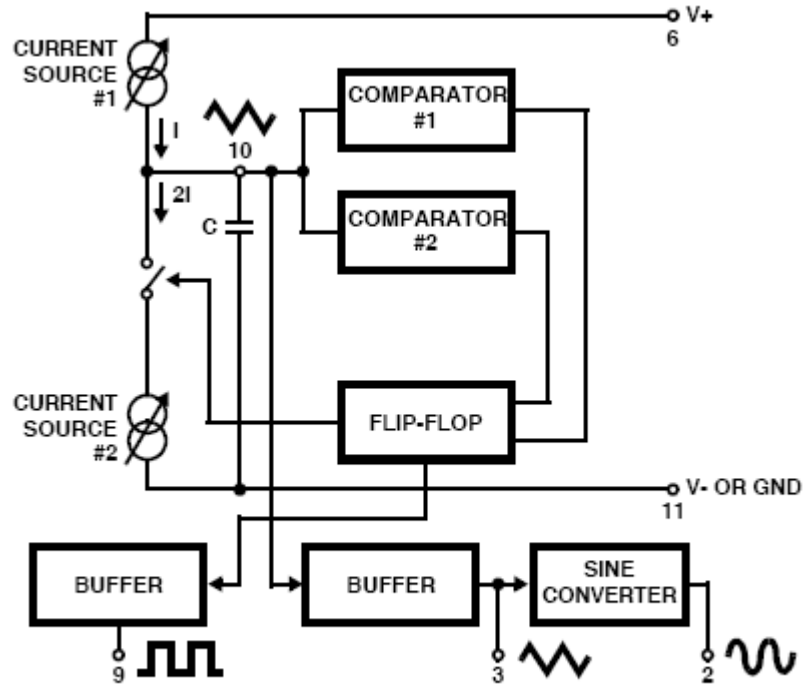 V+
6
CURRENT
SOURCE
#1
I
10
COMPARATOR
#1
2I
C
COMPARATOR
#2
CURRENT
SOURCE
#2
FLIP-FLOP
V- OR GND
11
BUFFER
BUFFER
SINE
CONVERTER
9
3
2